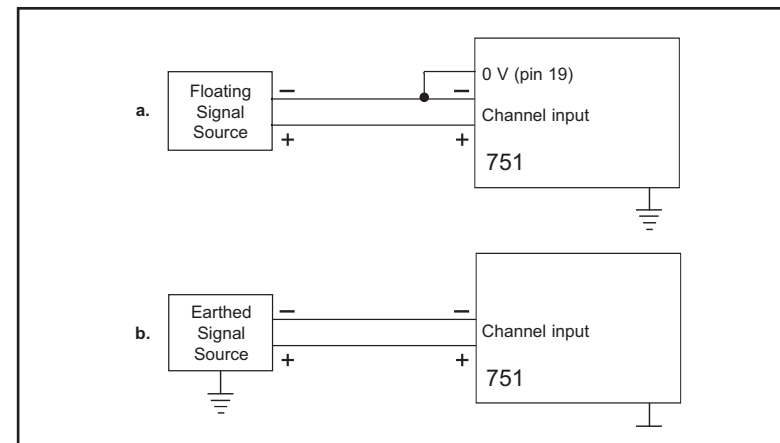 a.
Floating
Signal
Source
−
+
−
+
0 V (pin 19)
Channel input
751
b.
Earthed
Signal
Source
−
+
−
+
Channel input
751